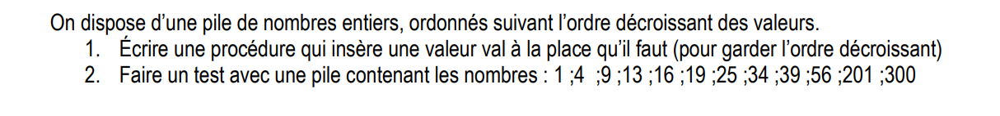 On dispose d’une pile de nombres entiers, ordonnés suivant l’ordre décroissant des valeurs.
1. Écrire une procédure qui insère une valeur val à la place qu’il faut (pour garder l’ordre décroissant)
2. Faire un test avec une pile contenant les nombres : 1 ;4 ;9 ;13 ;16 ;19 ;25 ;34 ;39 ;56 ;201 ;300